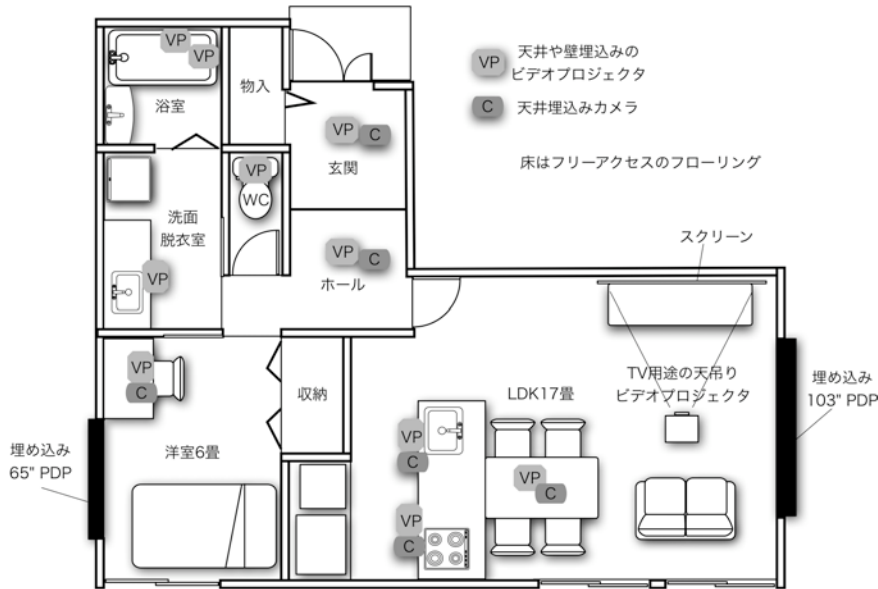 VP
VP
浴室
物入
VP
C
玄関
VP
WC
洗面
脱衣室
VP
VP
C
ホール
VP
天井や壁埋込みの
ビデオプロジェクタ
C
天井埋込みカメラ
床はフリーアクセスのフローリング
スクリーン
VP
C
収納
洋室6畳
埋め込み
65" PDP
LDK17畳
TV用途の天吊り
ビデオプロジェクタ
埋め込み
103" PDP
VP
C
VP
C
VP
C